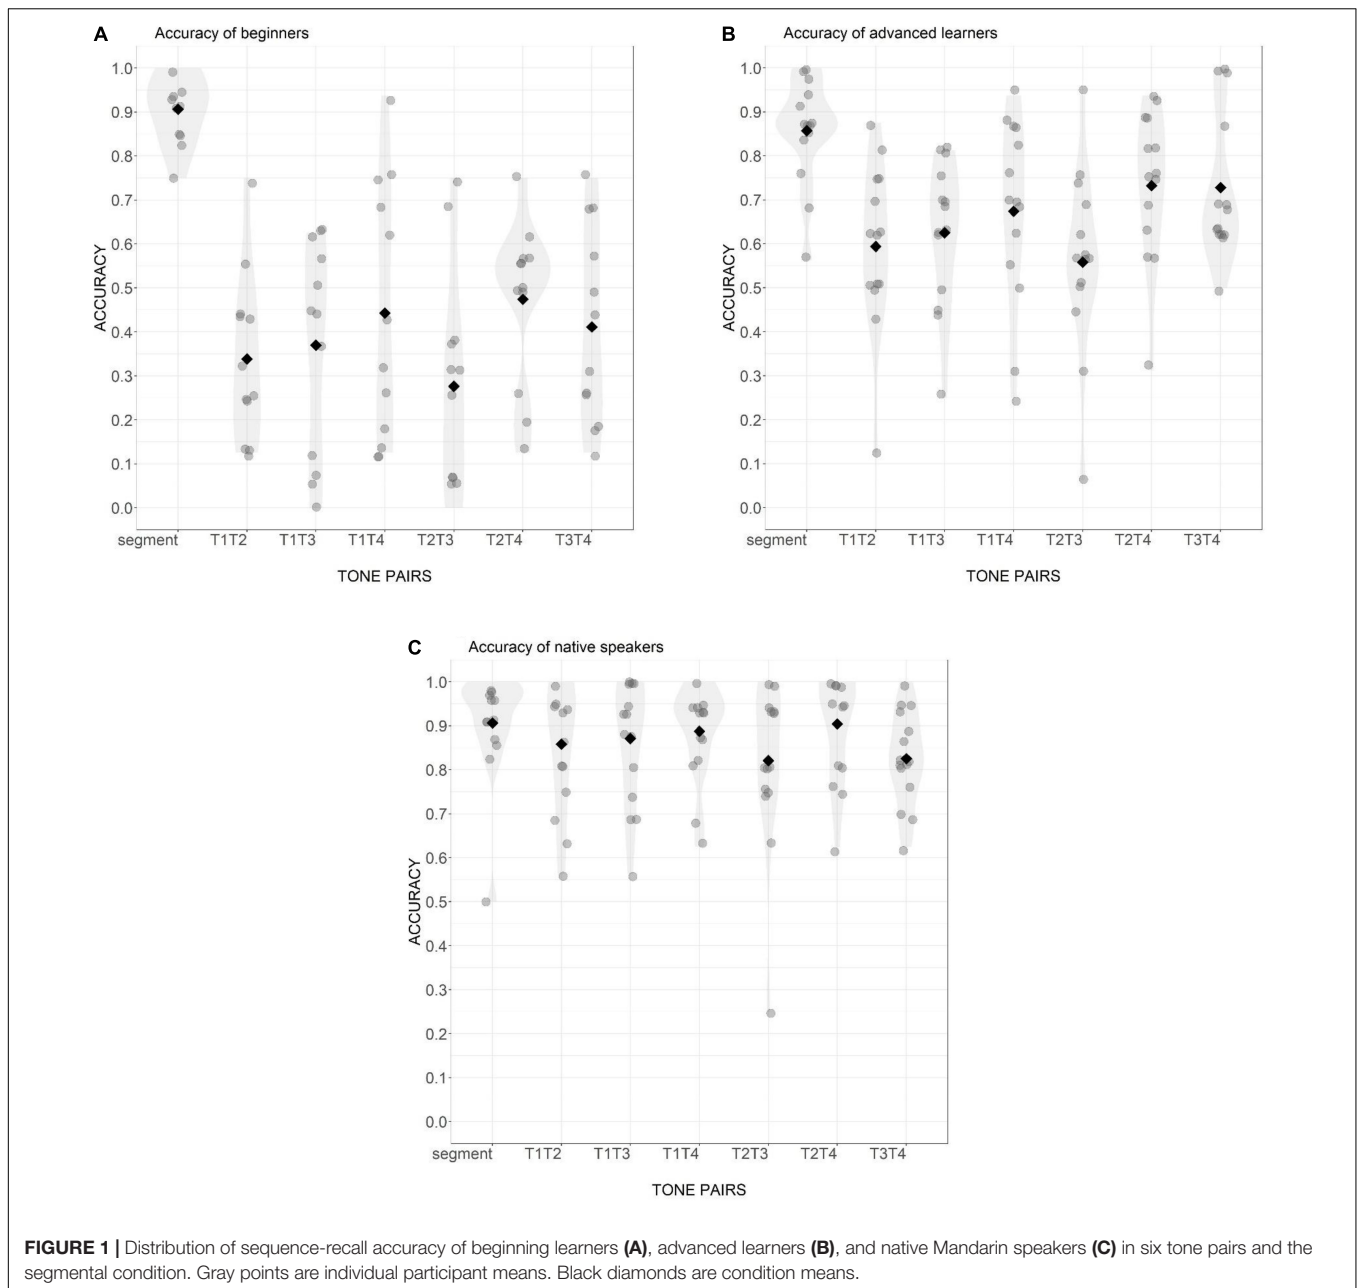 A Accuracy of beginners
1.0
0.9
0.8
0.7
0.6
0.5
0.4
0.3
0.2
0.1
0.0
ACCURACY
segment T1T2 T1T3 T1T4 T2T3 T2T4 T3T4
TONE PAIRS
B Accuracy of advanced learners
1.0
0.9
0.8
0.7
0.6
0.5
0.4
0.3
0.2
0.1
0.0
ACCURACY
segment T1T2 T1T3 T1T4 T2T3 T2T4 T3T4
TONE PAIRS
C Accuracy of native speakers
1.0
0.9
0.8
0.7
0.6
0.5
0.4
0.3
0.2
0.1
0.0
ACCURACY
segment T1T2 T1T3 T1T4 T2T3 T2T4 T3T4
TONE PAIRS
FIGURE 1 | Distribution of sequence-recall accuracy of beginning learners (A), advanced learners (B), and native Mandarin speakers (C) in six tone pairs and the
segmental condition. Gray points are individual participant means. Black diamonds are condition means.